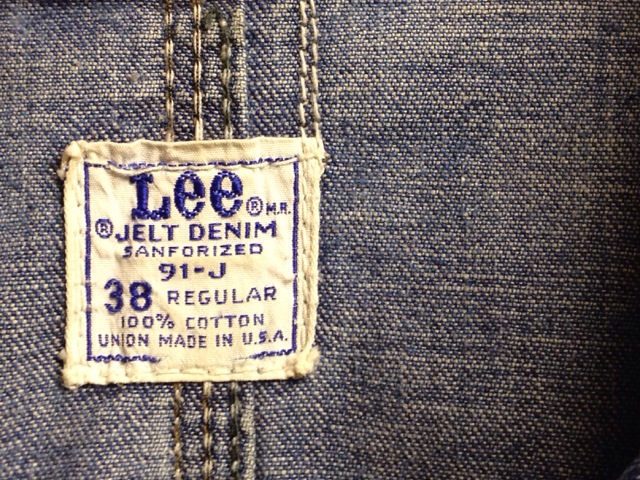 Lee® M.R.
®JELT DENIM
SANFORIZED
91-J
38 REGULAR
100% COTTON
UNION MADE IN U.S.A.